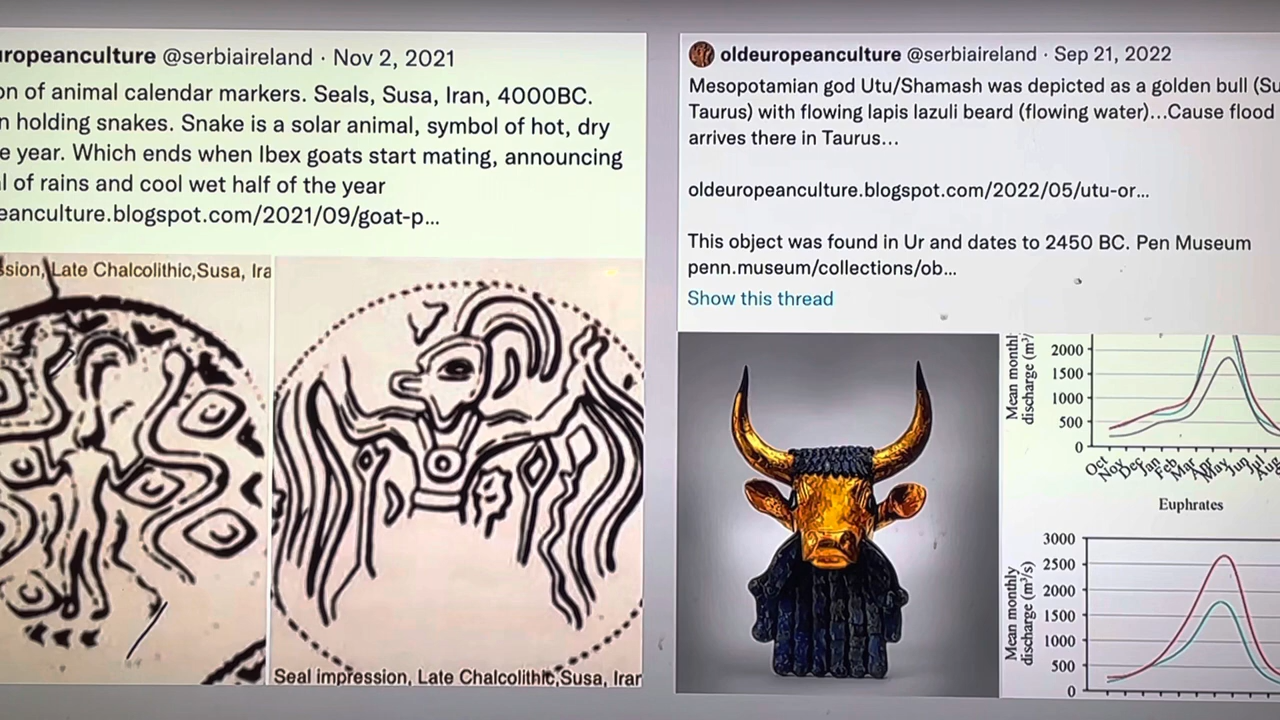 ropeanculture @serbiaireland · Nov 2, 2021
on of animal calendar markers. Seals, Susa, Iran, 4000BC.
n holding snakes. Snake is a solar animal, symbol of hot, dry
e year. Which ends when Ibex goats start mating, announcing
l of rains and cool wet half of the year
eanculture.blogspot.com/2021/09/goat-p...
ssion, Late Chalcolithic,Susa, Ira
Seal impression, Late Chalcolithic,Susa, Iran
oldeuropeanculture @serbiaireland · Sep 21, 2022
Mesopotamian god Utu/Shamash was depicted as a golden bull (Su
Taurus) with flowing lapis lazuli beard (flowing water)...Cause flood
arrives there in Taurus...
oldeuropeanculture.blogspot.com/2022/05/utu-or...
This object was found in Ur and dates to 2450 BC. Pen Museum
penn.museum/collections/ob...
Show this thread
Mean monthl
discharge (m³/
2000
1500
1000
500
0
Oct
Nov
Dec
Jan
Feb
Mar
Apr
May
Jun
Jul
Aug
Euphrates
Mean monthly
discharge (m³/s)
3000
2500
2000
1500
1000
500
0